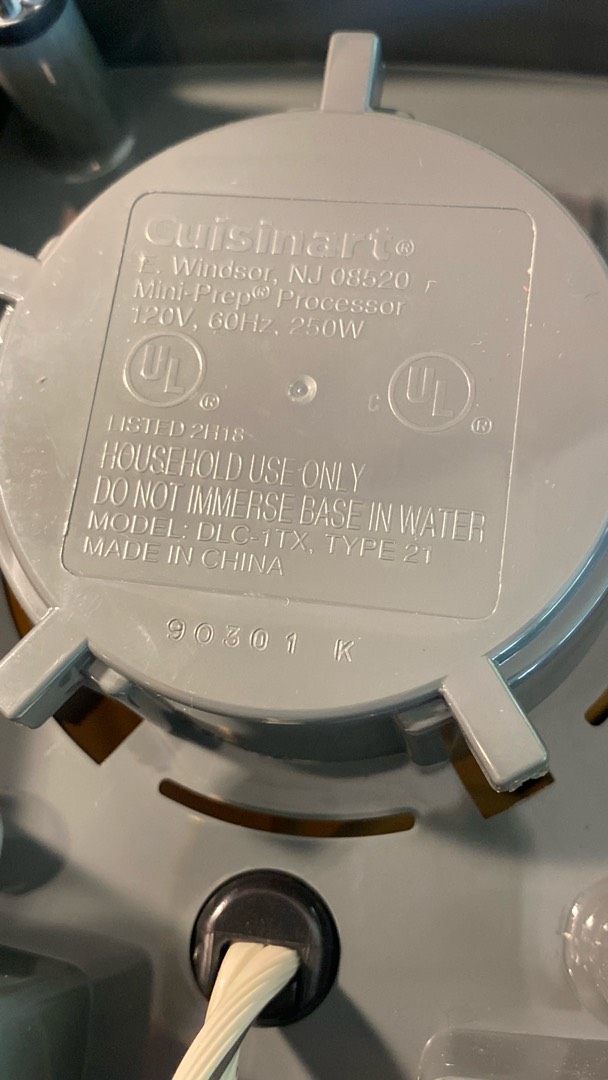 Cuisinart®
E. Windsor, NJ 08520
Mini-Prep® Processor
120V, 60Hz, 250W
UL ® C UL ®
LISTED 2H18
HOUSEHOLD USE ONLY
DO NOT IMMERSE BASE IN WATER
MODEL: DLC-1TX, TYPE 21
MADE IN CHINA
90301 K